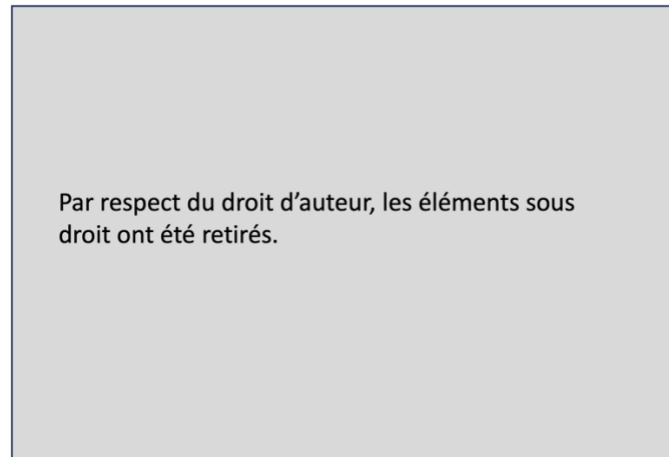 Par respect du droit d’auteur, les éléments sous
droit ont été retirés.